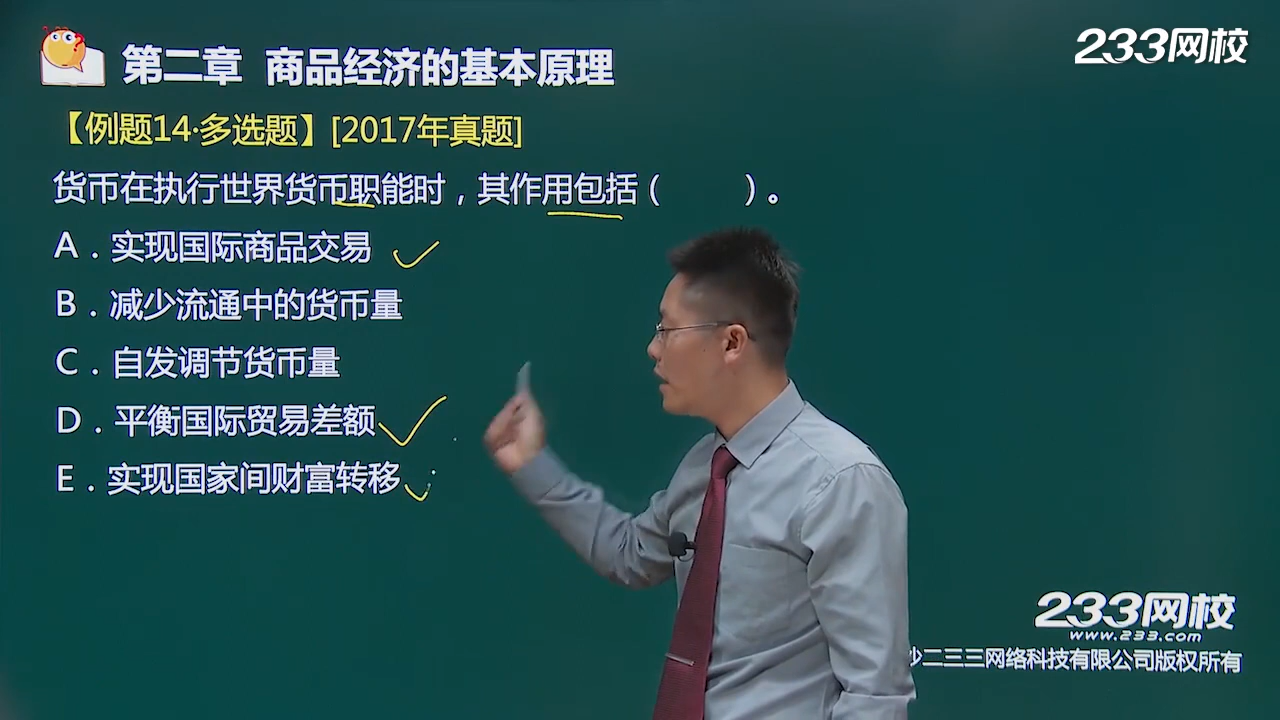 第二章 商品经济的基本原理
233网校
【例题14·多选题】[2017年真题]
货币在执行世界货币职能时，其作用包括（ ）。
A．实现国际商品交易
B．减少流通中的货币量
C．自发调节货币量
D．平衡国际贸易差额
E．实现国家间财富转移
233网校
www.233.com
二三三网络科技有限公司版权所有